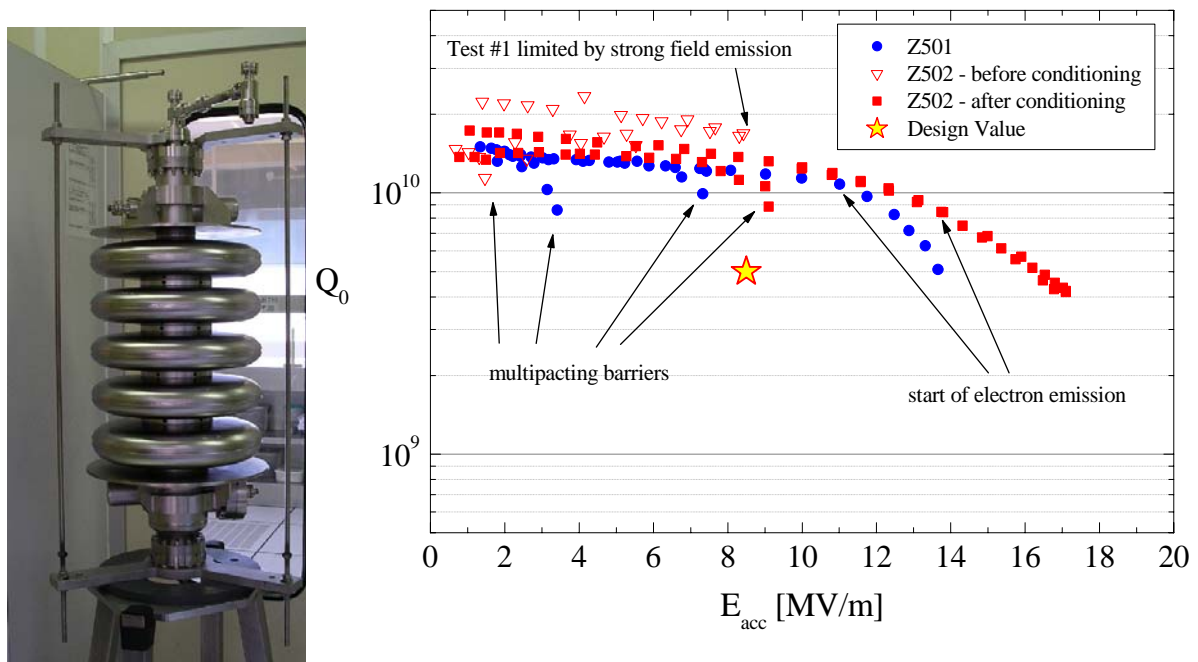 Test #1 limited by strong field emission
Z501
Z502 - before conditioning
Z502 - after conditioning
Design Value
10^10
Q_0
multipacting barriers
start of electron emission
10^9
0 2 4 6 8 10 12 14 16 18 20
E_acc [MV/m]